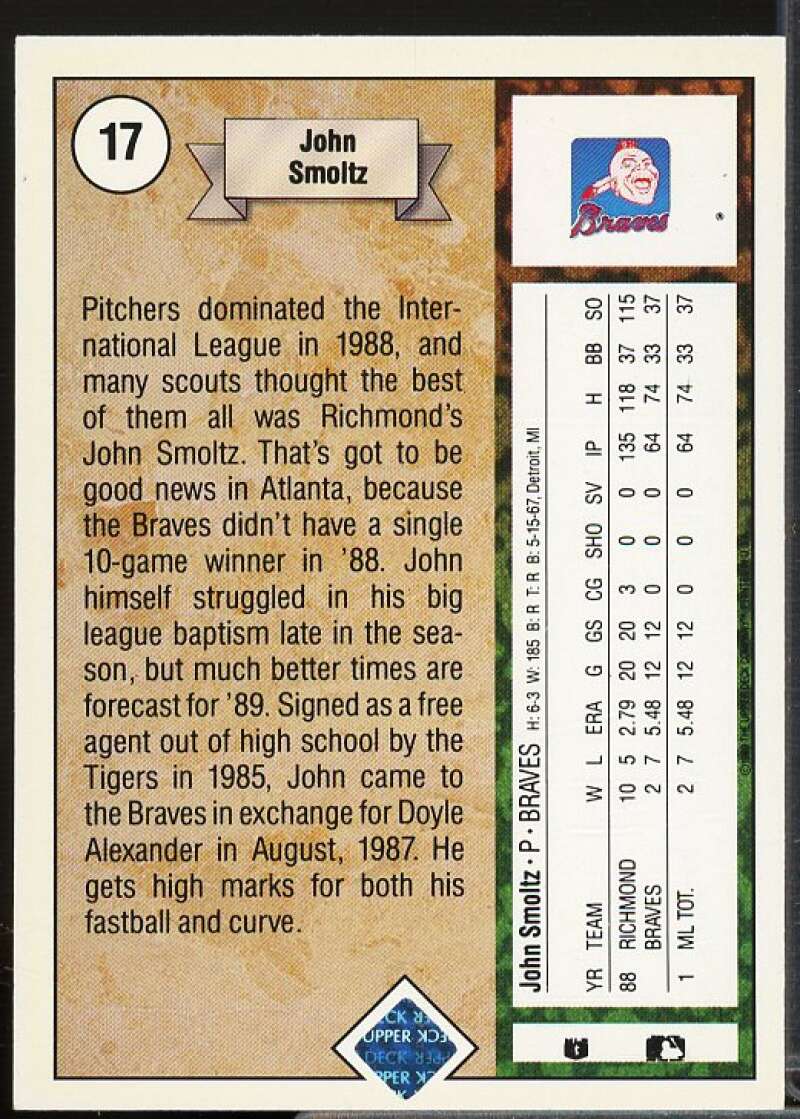 17
John
Smoltz
Pitchers dominated the Inter-
national League in 1988, and
many scouts thought the best
of them all was Richmond's
John Smoltz. That's got to be
good news in Atlanta, because
the Braves didn't have a single
10-game winner in '88. John
himself struggled in his big
league baptism late in the sea-
son, but much better times are
forecast for '89. Signed as a free
agent out of high school by the
Tigers in 1985, John came to
the Braves in exchange for Doyle
Alexander in August, 1987. He
gets high marks for both his
fastball and curve.
Braves
John Smoltz · P · BRAVES H: 6-3 W: 185 B: R T: R B: 5-15-67, Detroit, MI
YR TEAM W L ERA G GS CG SHO SV IP H BB SO
88 RICHMOND 10 5 2.79 20 20 3 0 0 135 118 37 115
BRAVES 2 7 5.48 12 12 0 0 0 64 74 33 37
1 ML TOT. 2 7 5.48 12 12 0 0 0 64 74 33 37
UPPER DECK